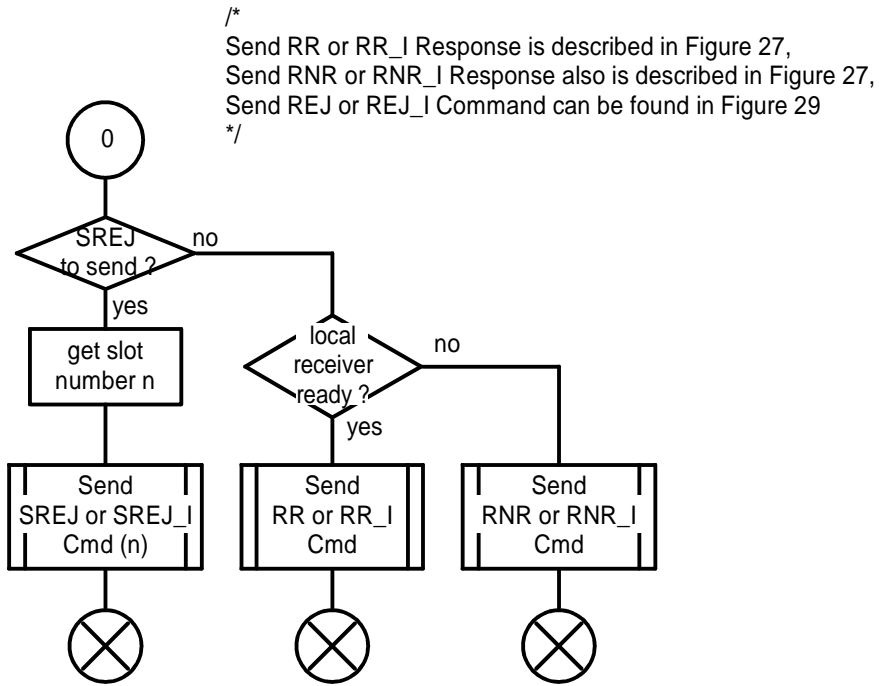 /*
Send RR or RR_I Response is described in Figure 27,
Send RNR or RNR_I Response also is described in Figure 27,
Send REJ or REJ_I Command can be found in Figure 29
*/
0
SREJ
to send ?
no
yes
get slot
number n
local
receiver
ready ?
no
yes
Send
SREJ or SREJ_I
Cmd (n)
Send
RR or RR_I
Cmd
Send
RNR or RNR_I
Cmd